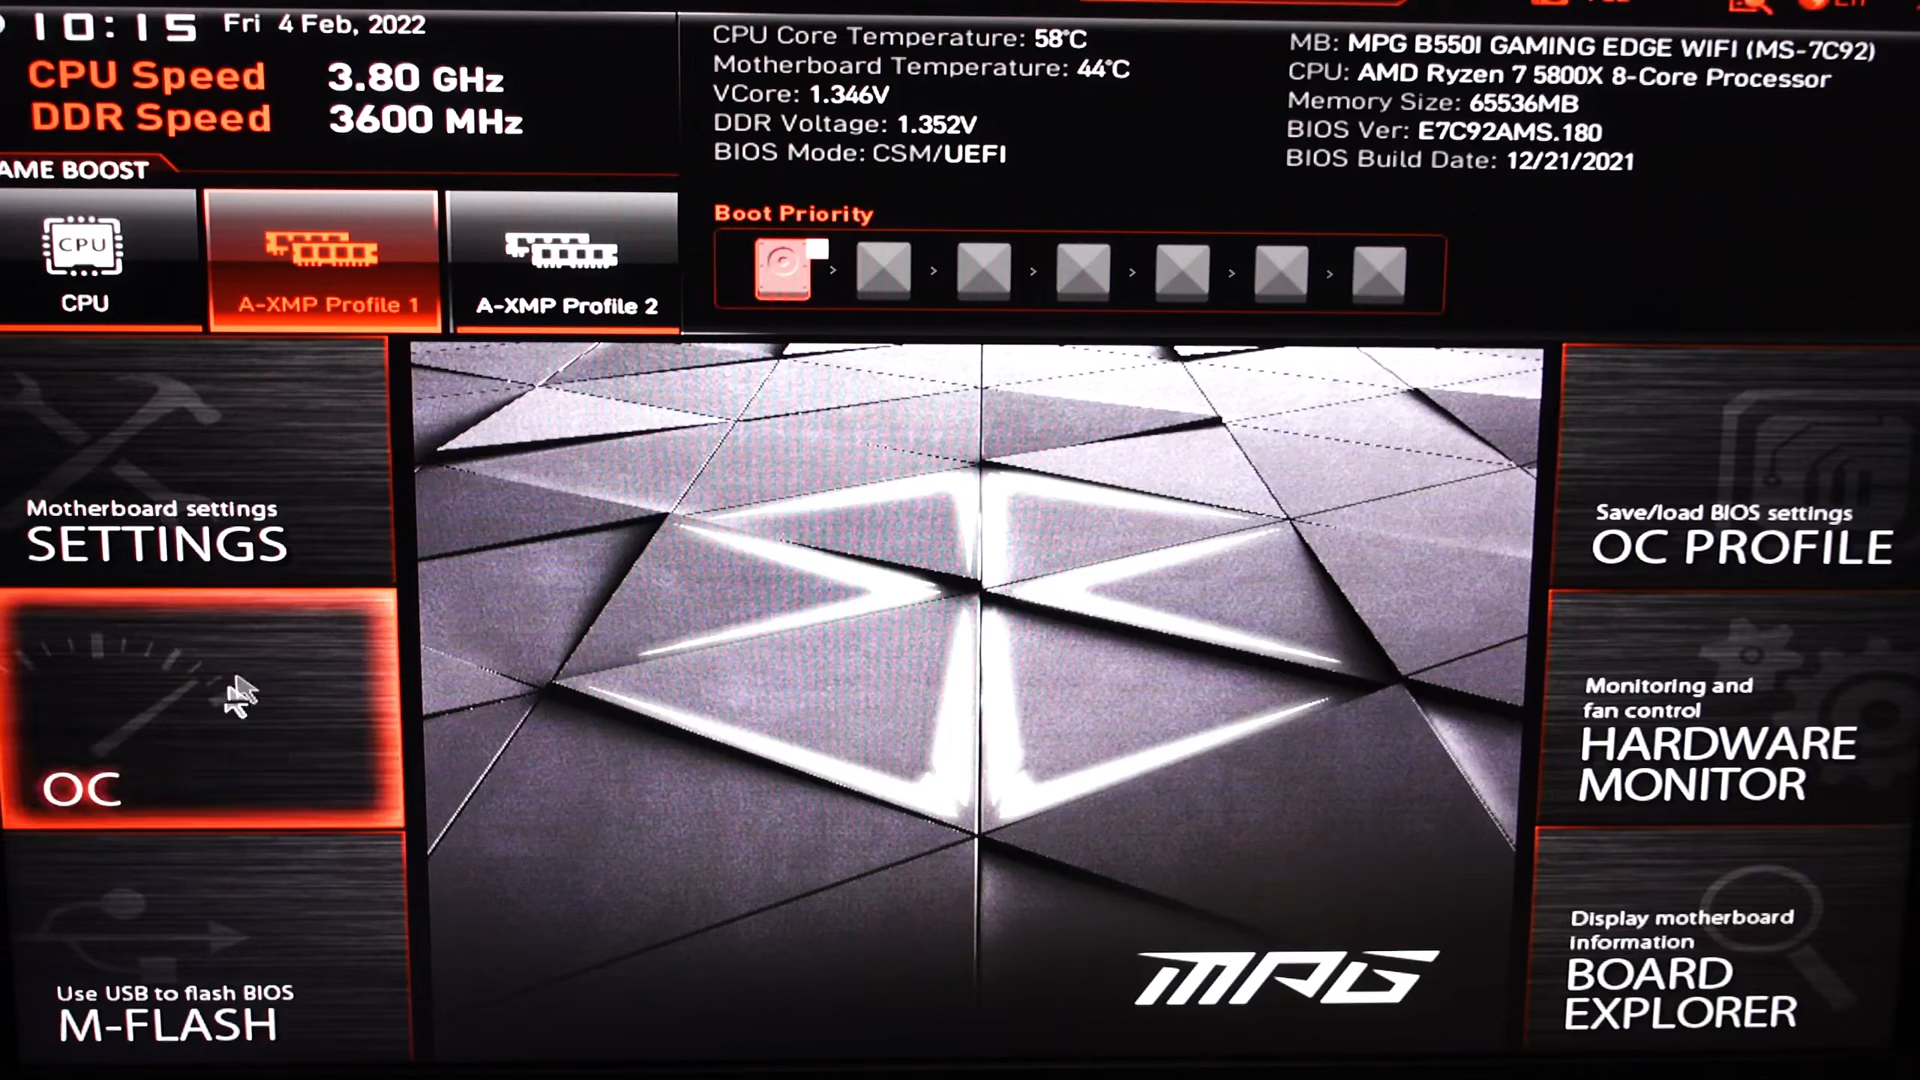 10:15 Fri 4 Feb, 2022
CPU Speed 3.80 GHz
DDR Speed 3600 MHz
AME BOOST
CPU
CPU
A-XMP Profile 1
A-XMP Profile 2
CPU Core Temperature: 58°C
Motherboard Temperature: 44°C
VCore: 1.346V
DDR Voltage: 1.352V
BIOS Mode: CSM/UEFI
MB: MPG B550I GAMING EDGE WIFI (MS-7C92)
CPU: AMD Ryzen 7 5800X 8-Core Processor
Memory Size: 65536MB
BIOS Ver: E7C92AMS.180
BIOS Build Date: 12/21/2021
Boot Priority
Motherboard settings
SETTINGS
OC
Use USB to flash BIOS
M-FLASH
MPG
Save/load BIOS settings
OC PROFILE
Monitoring and
fan control
HARDWARE
MONITOR
Display motherboard
information
BOARD
EXPLORER